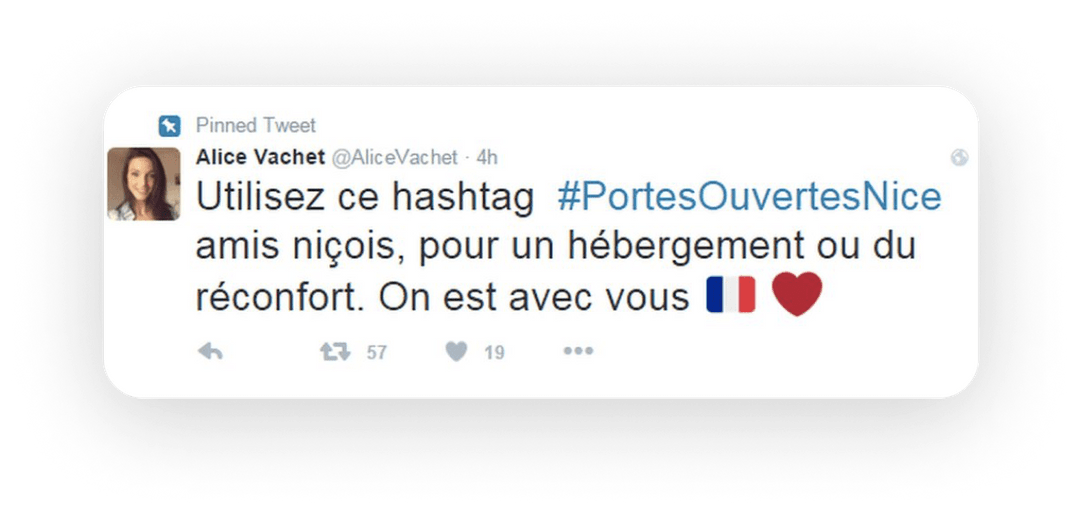 Pinned Tweet
Alice Vachet @AliceVachet · 4h
Utilisez ce hashtag #PortesOuvertesNice
amis niçois, pour un hébergement ou du
réconfort. On est avec vous 🇫🇷 ❤
57 19